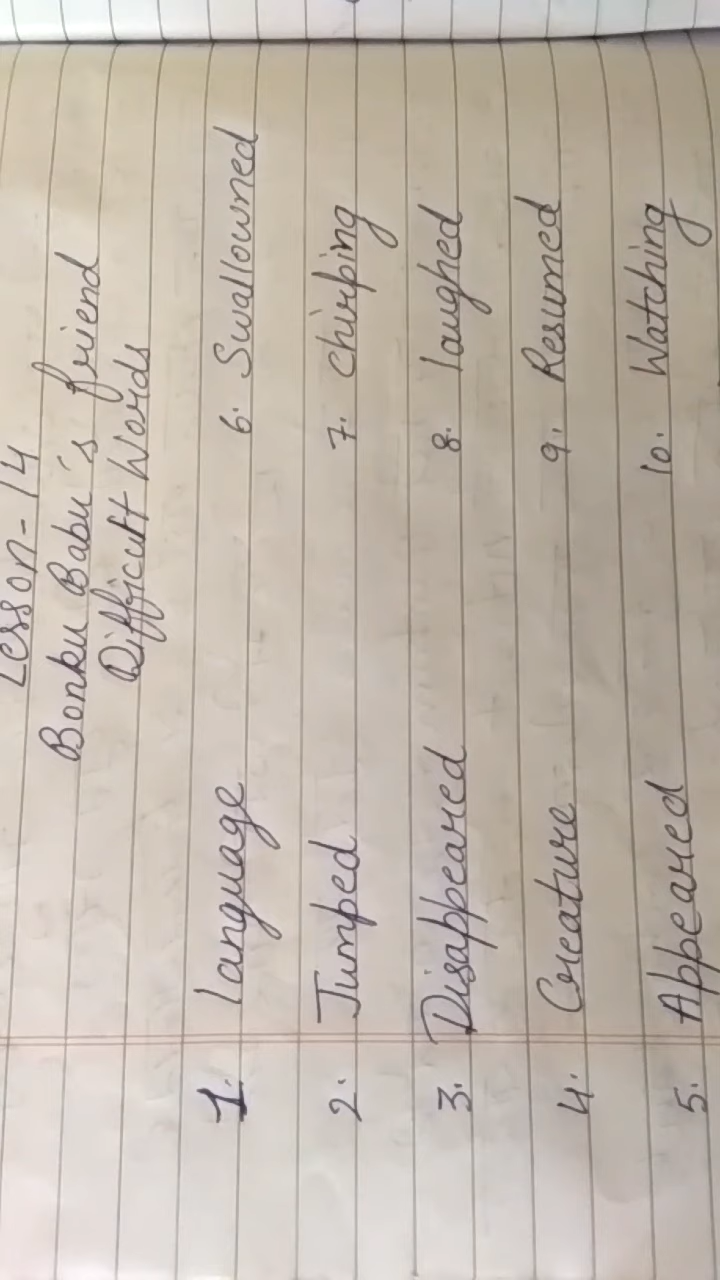 Lesson - 14
Bonku Babu's friend
Difficult Words
1. language 6. Swallowned
2. Jumped 7. chirping
3. Disappeared 8. laughed
4. Creature 9. Resumed
5. Appeared 10. Watching